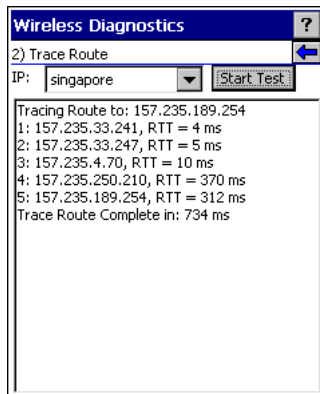 Wireless Diagnostics ?
2) Trace Route
IP: singapore Start Test
Tracing Route to: 157.235.189.254
1: 157.235.33.241, RTT = 4 ms
2: 157.235.33.247, RTT = 5 ms
3: 157.235.4.70, RTT = 10 ms
4: 157.235.250.210, RTT = 370 ms
5: 157.235.189.254, RTT = 312 ms
Trace Route Complete in: 734 ms